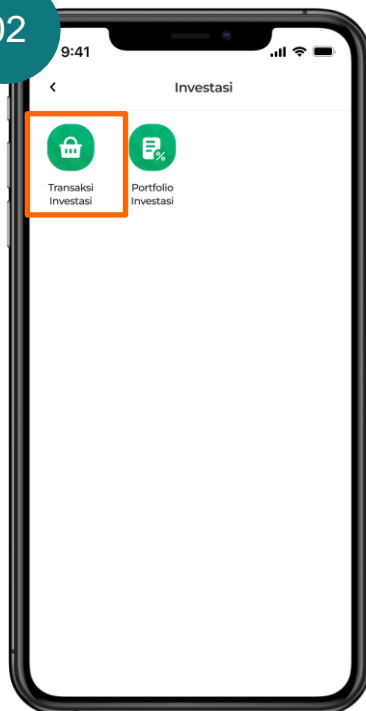 02
9:41
Investasi
Transaksi
Investasi
Portfolio
Investasi